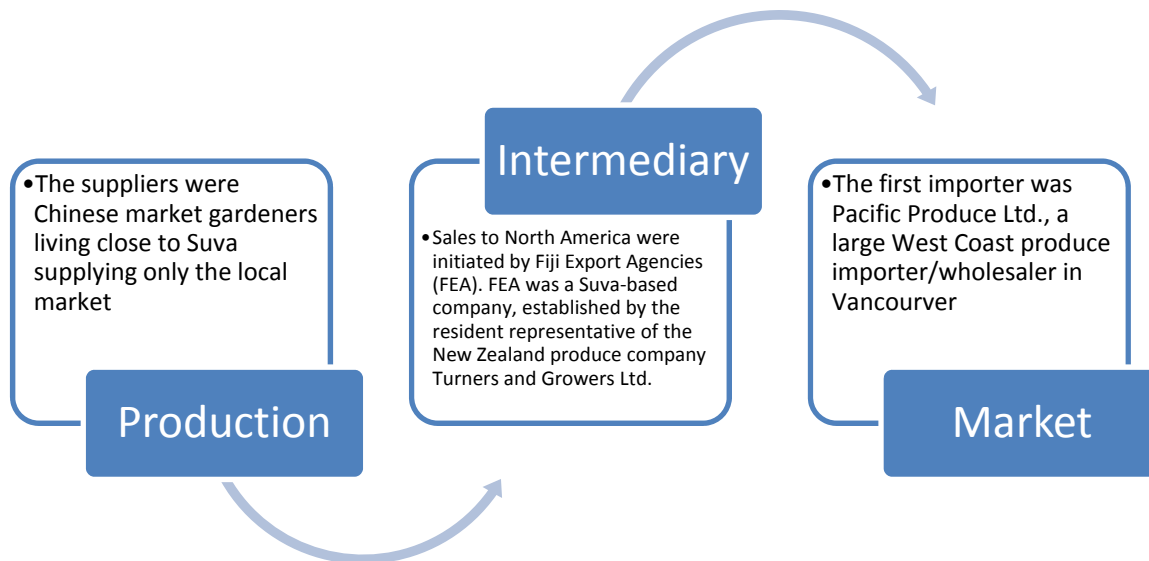 •The suppliers were
Chinese market gardeners
living close to Suva
supplying only the local
market
Production
Intermediary
•Sales to North America were
initiated by Fiji Export Agencies
(FEA). FEA was a Suva-based
company, established by the
resident representative of the
New Zealand produce company
Turners and Growers Ltd.
•The first importer was
Pacific Produce Ltd., a
large West Coast produce
importer/wholesaler in
Vancourver
Market